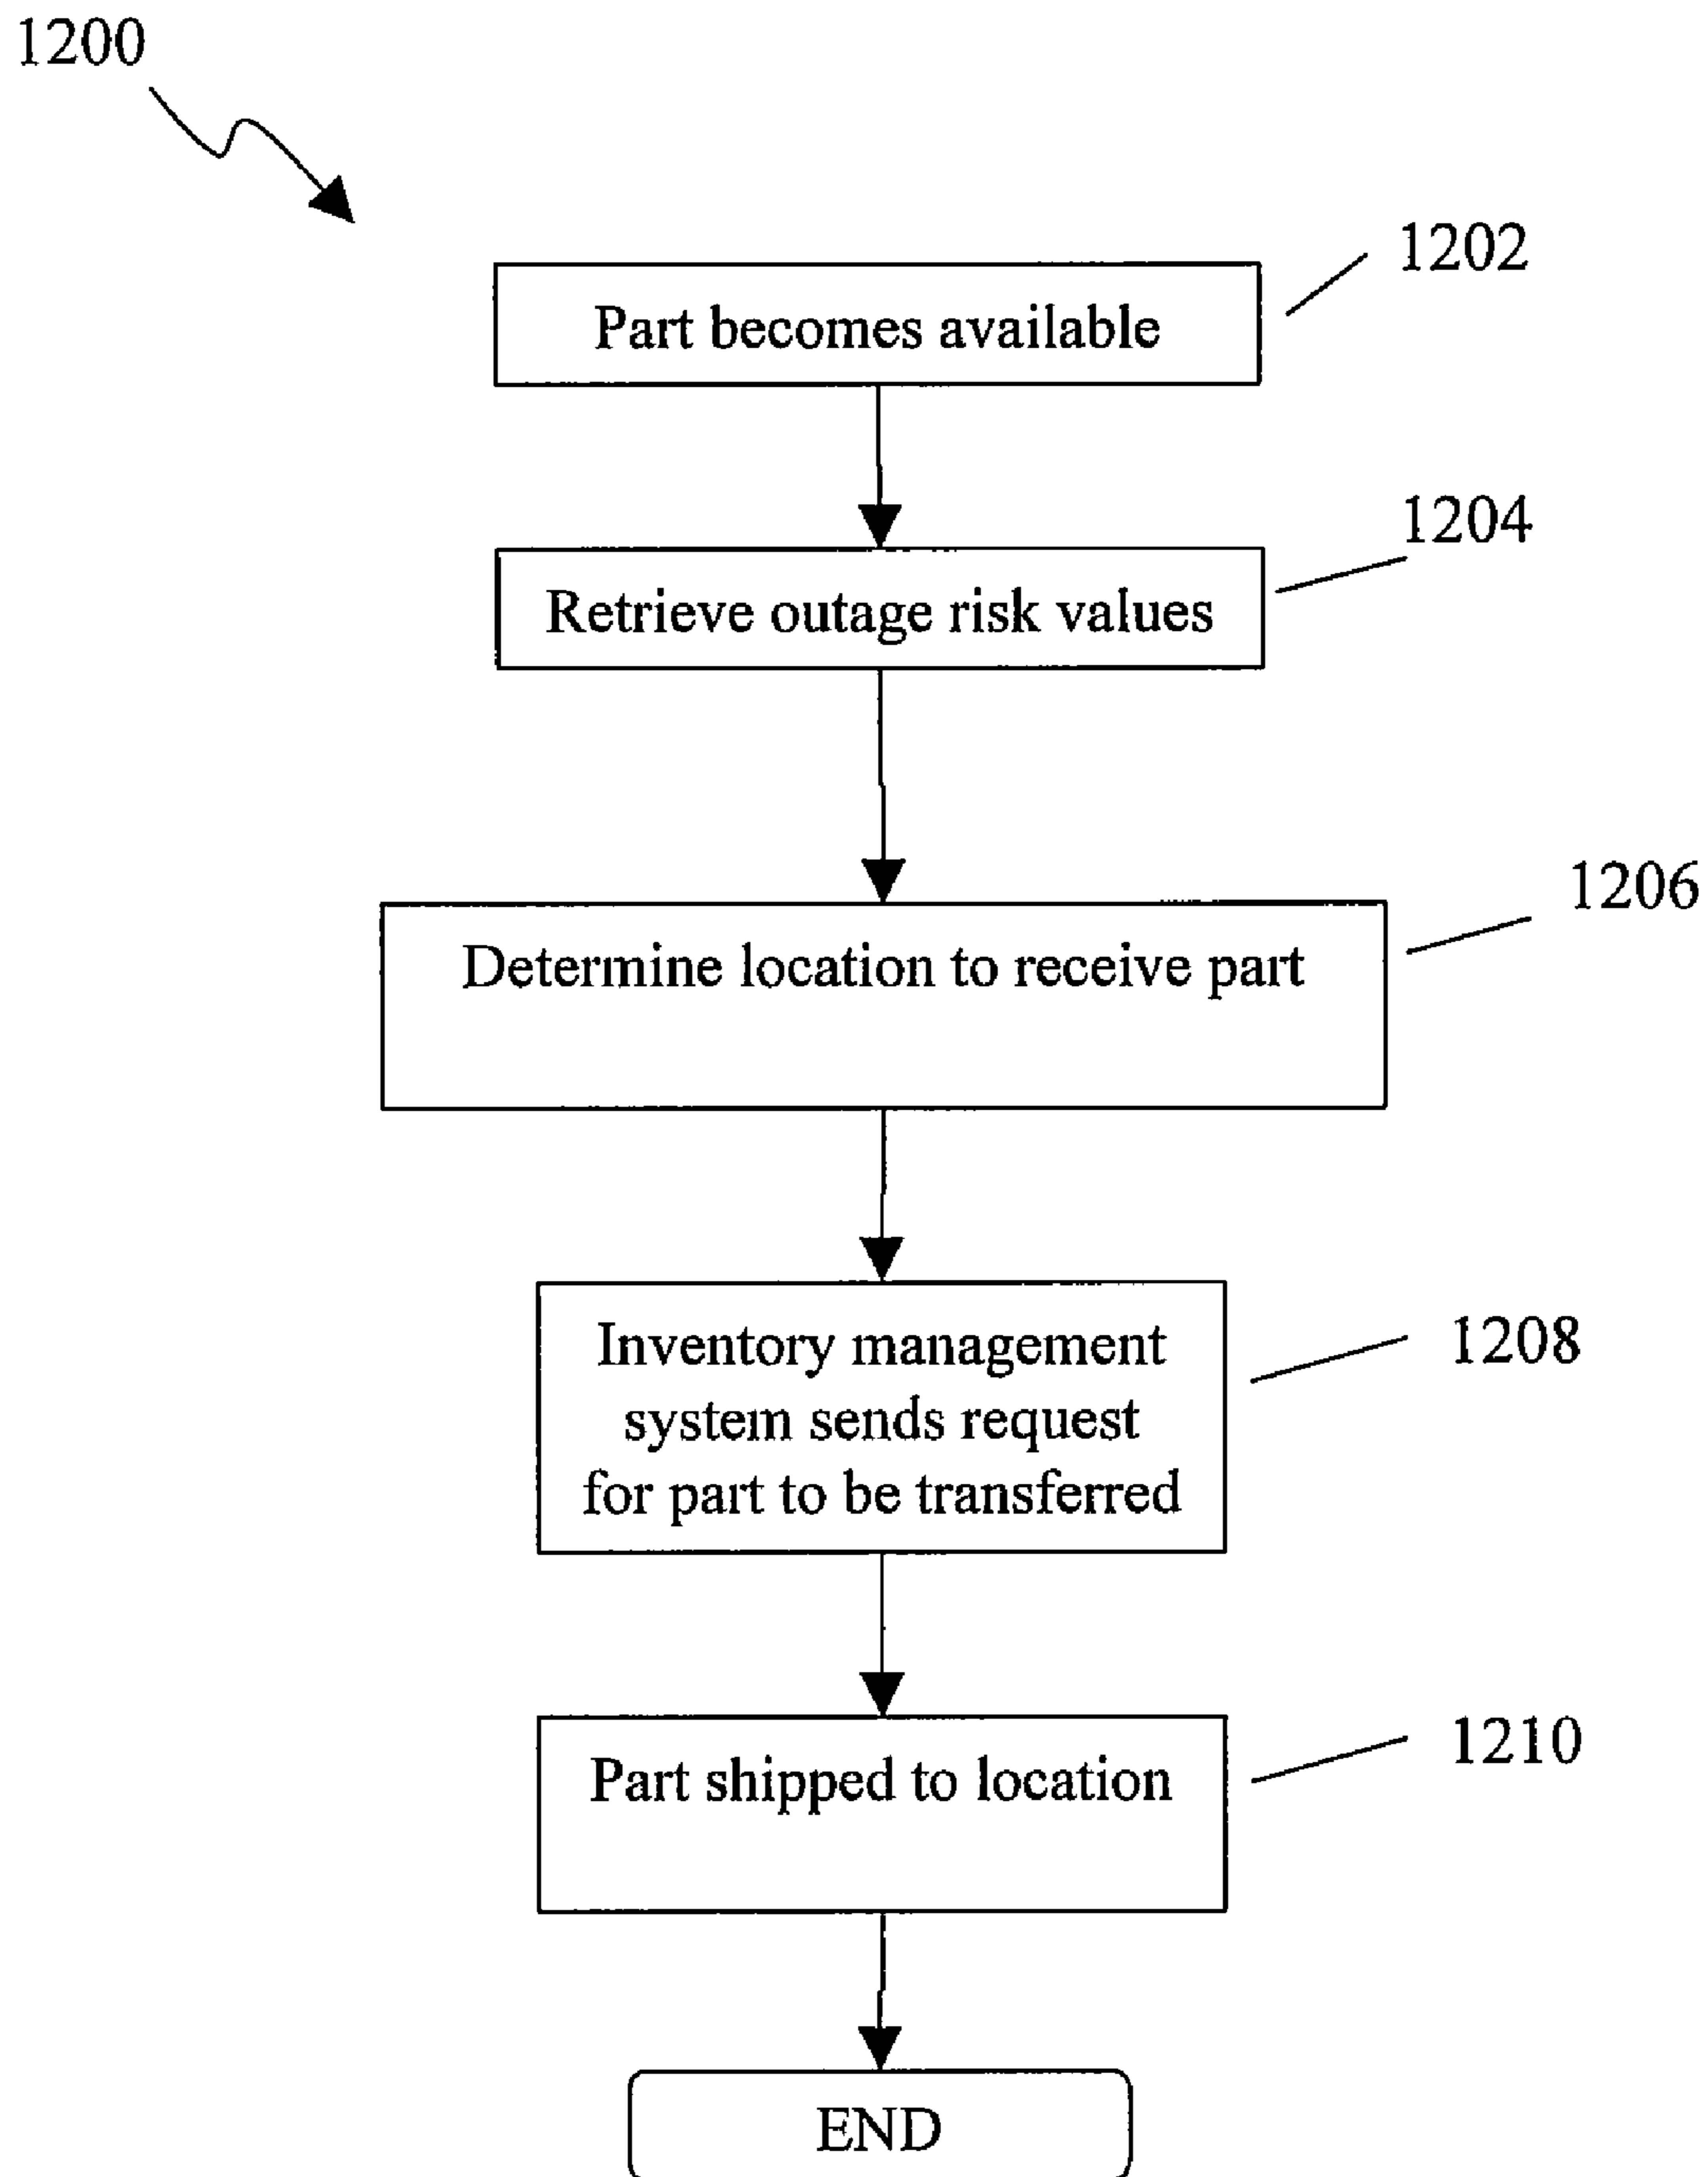 1200
1202
Part becomes available
1204
Retrieve outage risk values
1206
Determine location to receive part
Inventory management
1208
system sends request
for part to be transferred
1210
Part shipped to location
END